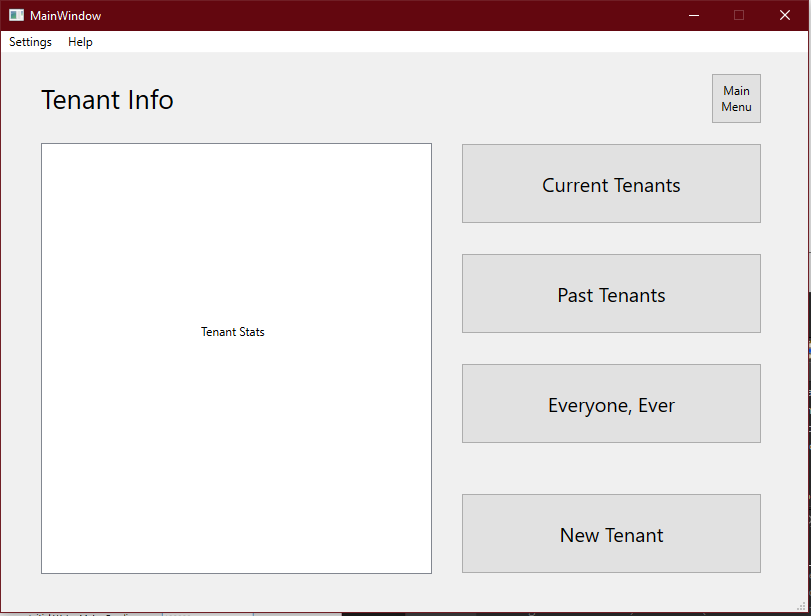 MainWindow
Settings Help
Tenant Info
Main
Menu
Current Tenants
Past Tenants
Tenant Stats
Everyone, Ever
New Tenant